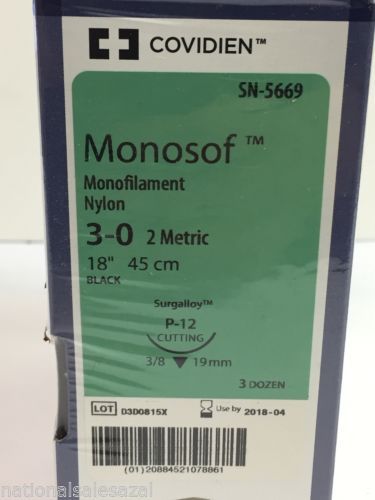 COVIDIEN™
SN-5669
Monosof™
Monofilament
Nylon
3-0 2 Metric
18" 45 cm
BLACK
Surgalloy™
P-12
CUTTING
3/8 19mm
3 DOZEN
LOT D3D0815X Use by 2018-04
(01)20884521078861
nationalsalesazal